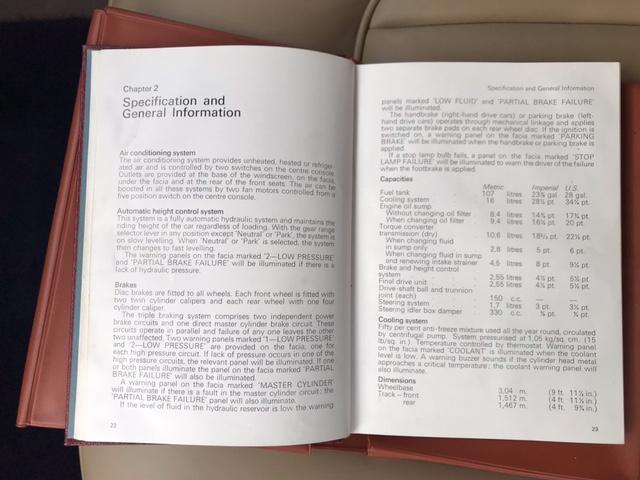 Chapter 2
Specification and
General Information
Air conditioning system
The air conditioning system provides unheated, heated or refriger-
ated air and is controlled by two switches on the centre console.
Outlets are provided at the base of the windscreen, on the facia,
under the facia and at the rear of the front seats. The air can be
boosted in all these systems by two fan motors controlled from a
five position switch on the centre console.
Automatic height control system
This system is a fully automatic hydraulic system and maintains the
riding height of the car regardless of loading. With the gear range
selector lever in any position except 'Neutral' or 'Park', the system is
on slow levelling. When 'Neutral' or 'Park' is selected, the system
then changes to fast levelling.
The warning panels on the facia marked '2—LOW PRESSURE'
and 'PARTIAL BRAKE FAILURE' will be illuminated if there is a
lack of hydraulic pressure.
Brakes
Disc brakes are fitted to all wheels. Each front wheel is fitted with
two twin cylinder calipers and each rear wheel with one four
cylinder caliper.
The triple braking system comprises two independent power
brake circuits and one direct master cylinder brake circuit. These
circuits operate in parallel and failure of any one leaves the other
two unaffected. Two warning panels marked '1—LOW PRESSURE'
and '2—LOW PRESSURE' are provided on the facia, one for
each high pressure circuit. If lack of pressure occurs in one of the
high pressure circuits, the relevant panel will be illuminated. If one
or both panels illuminate the panel on the facia marked 'PARTIAL
BRAKE FAILURE' will also be illuminated.
A warning panel on the facia marked 'MASTER CYLINDER'
will illuminate if there is a fault in the master cylinder circuit; the
'PARTIAL BRAKE FAILURE' panel will also illuminate.
If the level of fluid in the hydraulic reservoir is low the warning
Specification and General Information
panels marked 'LOW FLUID' and 'PARTIAL BRAKE FAILURE'
will be illuminated.
The handbrake (right-hand drive cars) or parking brake (left-
hand drive cars) operates through mechanical linkage and applies
two separate brake pads on each rear wheel disc. If the ignition is
switched on, a warning panel on the facia marked 'PARKING
BRAKE' will be illuminated when the handbrake or parking brake is
applied.
If a stop lamp bulb fails, a panel on the facia marked 'STOP
LAMP FAILURE' will be illuminated to warn the driver of the failure
when the footbrake is applied.
Capacities
Metric Imperial U.S.
Fuel tank 107 litres 23¾ gal. 28 gal.
Cooling system 16 litres 28½ pt. 34¼ pt.
Engine oil sump
Without changing oil filter 8,4 litres 14¾ pt. 17¾ pt.
When changing oil filter 9,4 litres 16¾ pt. 20 pt.
Torque converter
transmission (dry) 10,6 litres 18¾ pt. 22½ pt.
When changing fluid
in sump only 2,8 litres 5 pt. 6 pt.
When changing fluid in sump
and renewing intake strainer 4,5 litres 8 pt. 9¾ pt.
Brake and height control
system 2,55 litres 4½ pt. 5½ pt.
Final drive unit 2,55 litres 4½ pt. 5½ pt.
Drive-shaft ball and trunnion
joint (each) 150 c.c. — —
Steering system 1,7 litres 3 pt. 3¾ pt.
Steering idler box damper 330 c.c. pt. pt.
Cooling system
Fifty per cent anti-freeze mixture used all the year round, circulated
by centrifugal pump. System pressurised at 1,05 kg/sq. cm. (15
lb/sq. in.). Temperature controlled by thermostat. Warning panel
on the facia marked 'COOLANT' is illuminated when the coolant
level is low. A warning buzzer sounds if the cylinder head metal
approaches a critical temperature; the coolant warning panel will
also illuminate.
Dimensions
Wheelbase 3,04 m. (9 ft. 11¾ in.)
Track – front 1,512 m. (4 ft. 11½ in.)
rear 1,467 m. (4 ft. 9¾ in.)
23